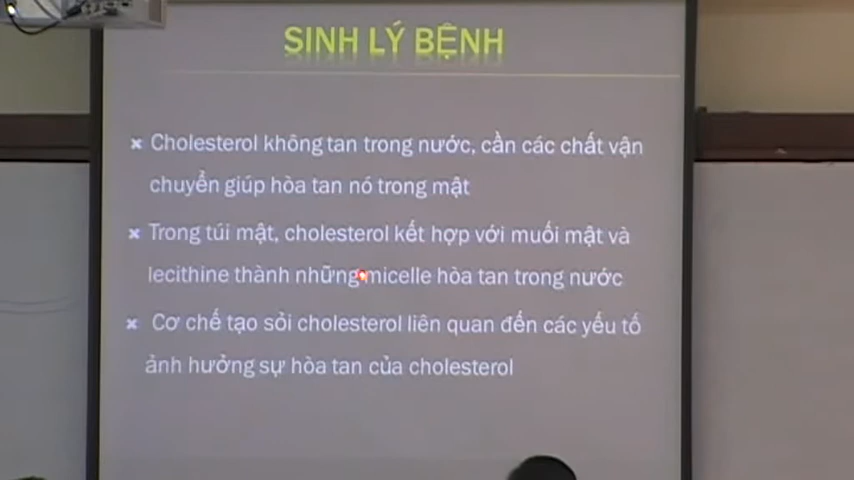 SINH LÝ BỆNH
Cholesterol không tan trong nước, cần các chất vận
chuyển giúp hòa tan nó trong mật
Trong túi mật, cholesterol kết hợp với muối mật và
lecithine thành những micelle hòa tan trong nước
Cơ chế tạo sỏi cholesterol liên quan đến các yếu tố
ảnh hưởng sự hòa tan của cholesterol